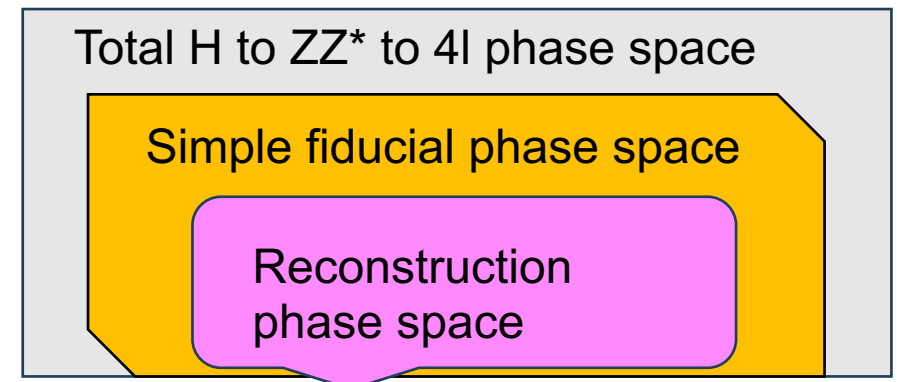 Total H to ZZ* to 4l phase space
Simple fiducial phase space
Reconstruction
phase space